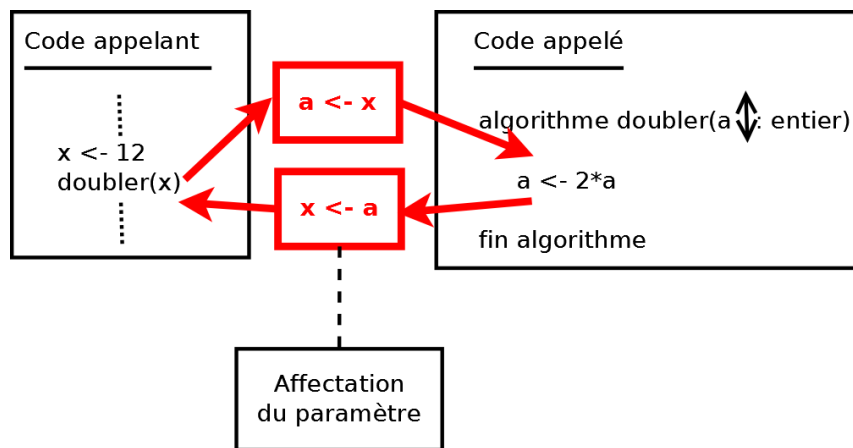 Code appelant
x <- 12
doubler(x)
a <- x
x <- a
Code appelé
algorithme doubler(a : entier)
a <- 2*a
fin algorithme
Affectation
du paramètre